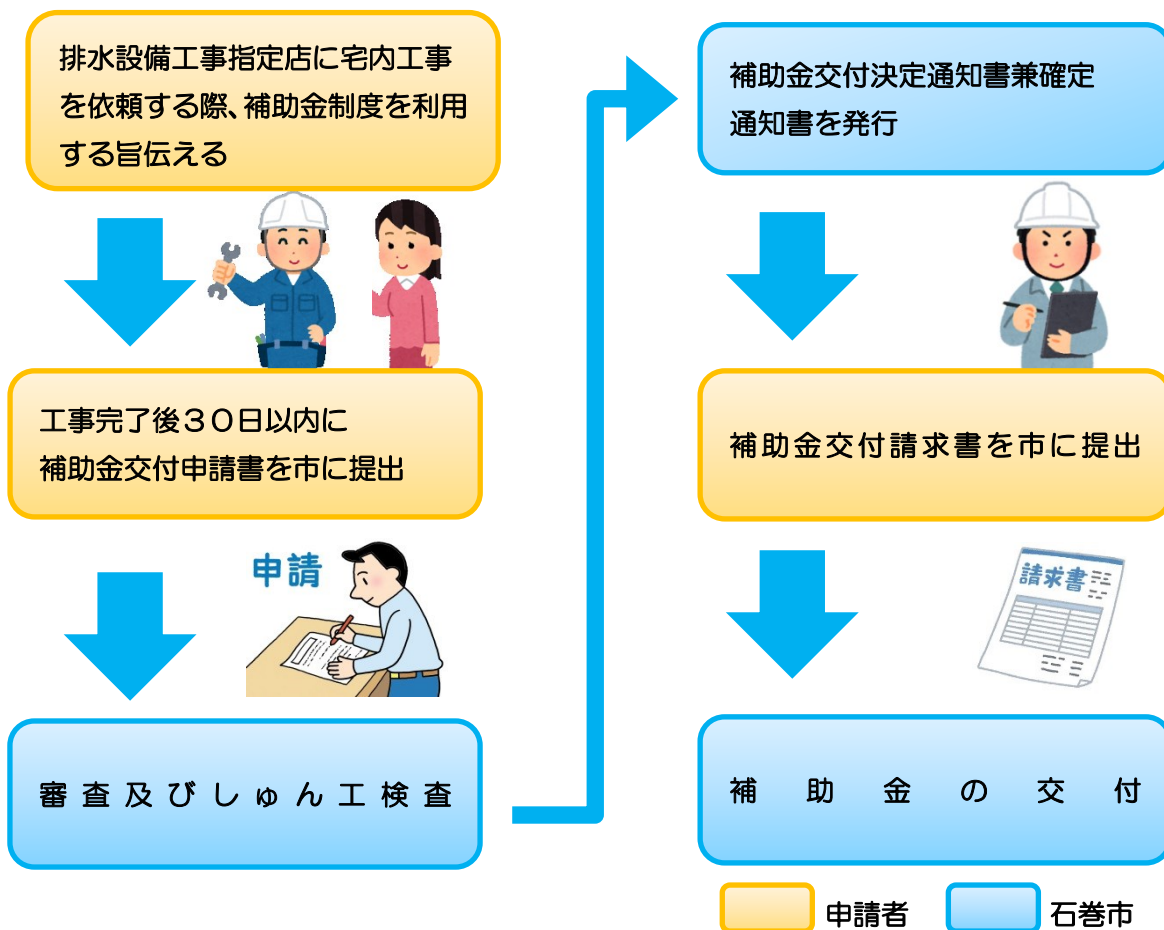 排水設備工事指定店に宅内工事
を依頼する際、補助金制度を利用
する旨伝える
工事完了後３０日以内に
補助金交付申請書を市に提出
申請
審査及びしゅん工検査
補助金交付決定通知書兼確定
通知書を発行
補助金交付請求書を市に提出
請求書
補助金の交付
申請者
石巻市